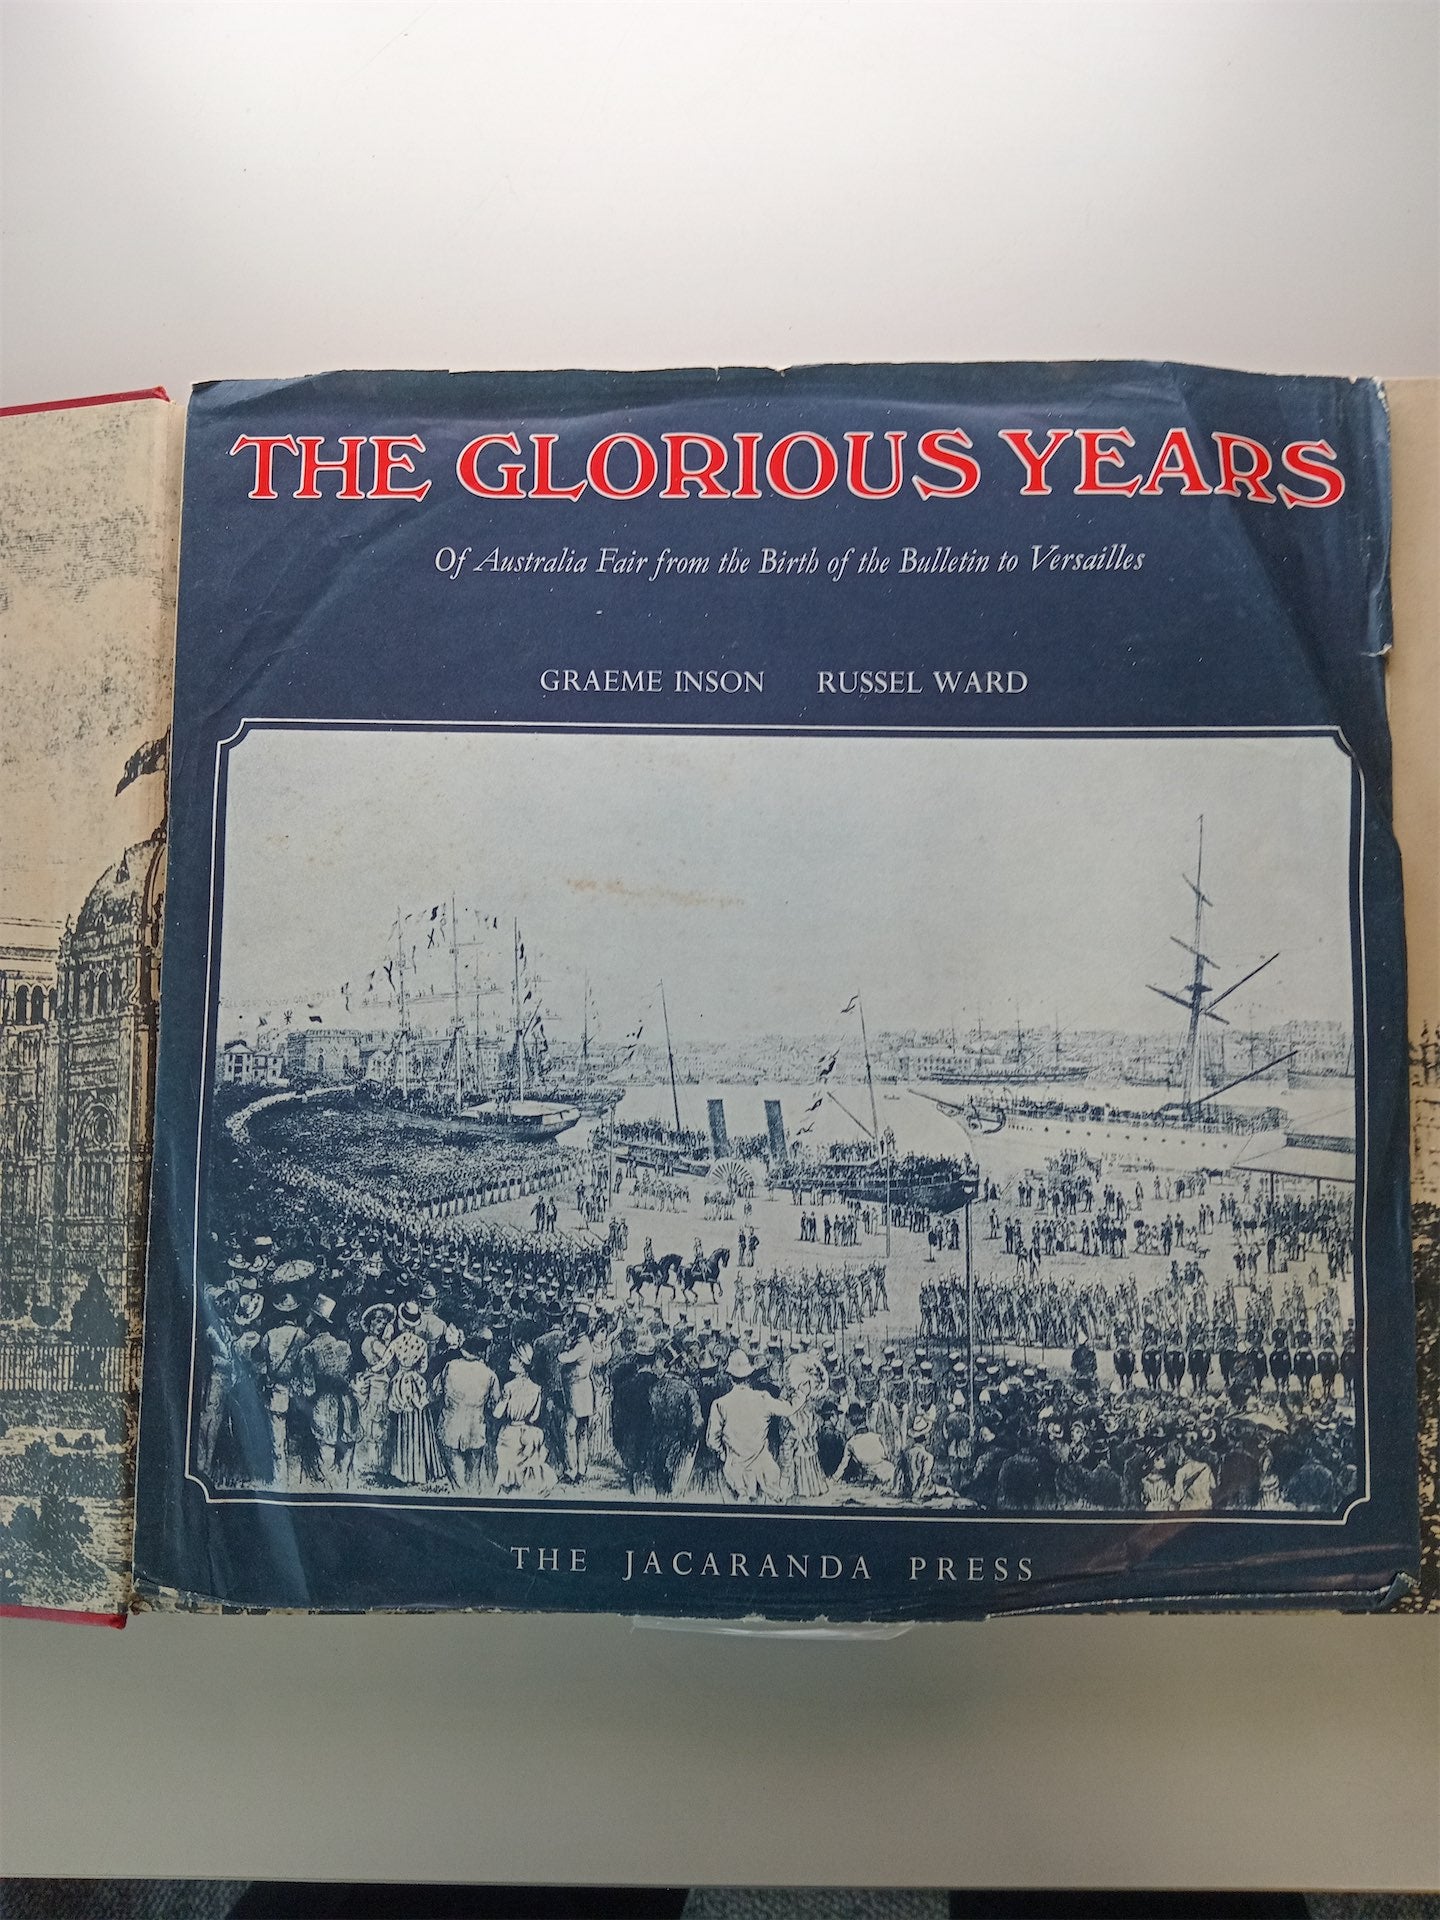 THE GLORIOUS YEARS
Of Australia Fair from the Birth of the Bulletin to Versailles
GRAEME INSON RUSSEL WARD
THE JACARANDA PRESS